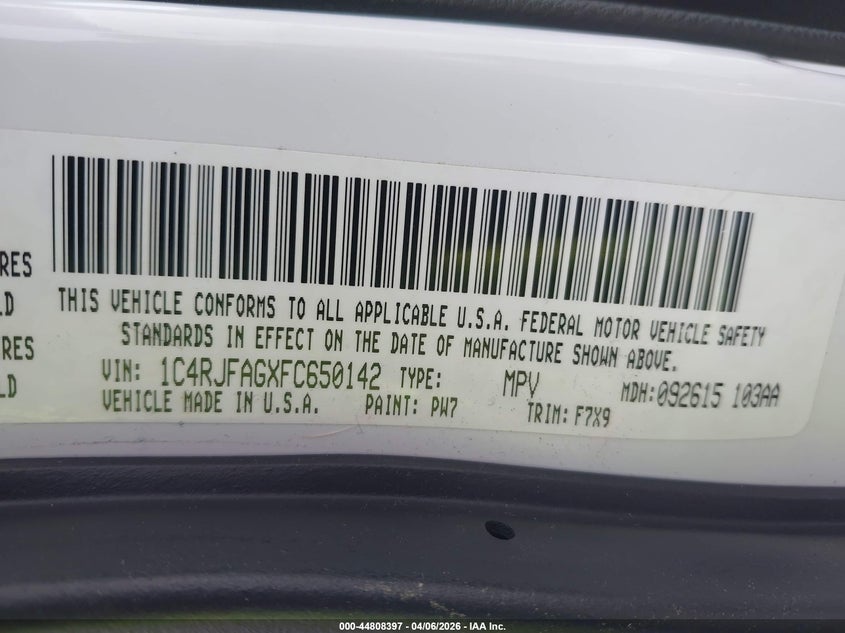 RES
LD
RES
LD
THIS VEHICLE CONFORMS TO ALL APPLICABLE U.S.A. FEDERAL MOTOR VEHICLE SAFETY
STANDARDS IN EFFECT ON THE DATE OF MANUFACTURE SHOWN ABOVE.
VIN: 1C4RJFAGXFC650142 TYPE: MPV MDH:092615 103AA
VEHICLE MADE IN U.S.A. PAINT: PW7 TRIM: F7X9
000-44808397 - 04/06/2026 - IAA Inc.